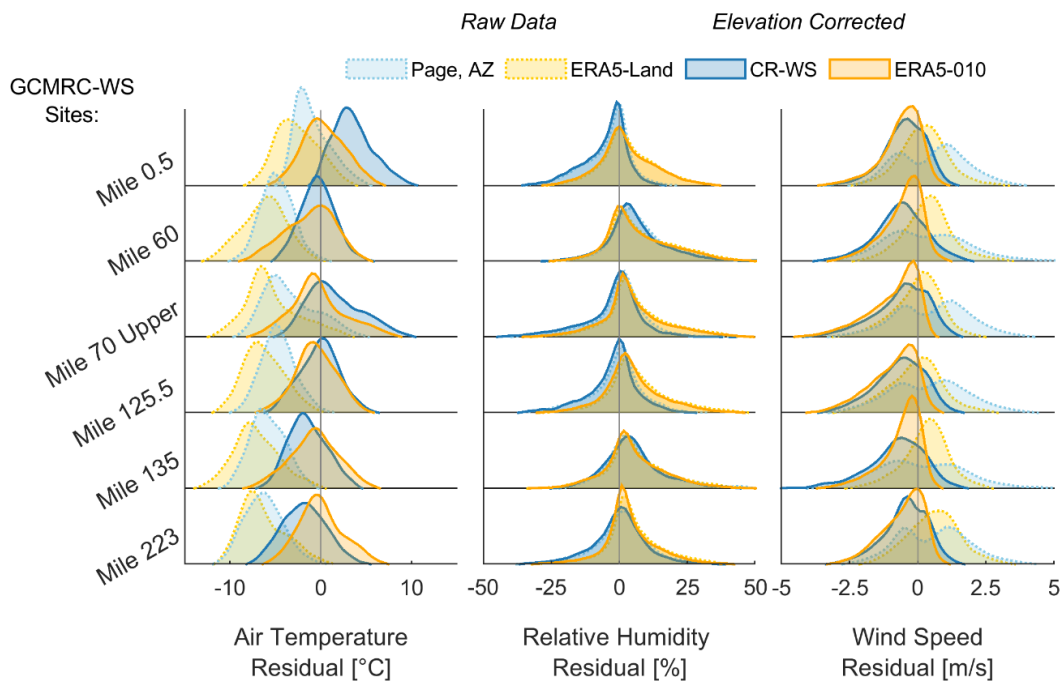 Raw Data Elevation Corrected
Page, AZ ERA5-Land CR-WS ERA5-010
GCMRC-WS
Sites:
Mile 0.5
Mile 60
Mile 70 Upper
Mile 125.5
Mile 135
Mile 223
-10 0 10
-50 -25 0 25 50
-5 -2.5 0 2.5 5
Air Temperature
Residual [°C]
Relative Humidity
Residual [%]
Wind Speed
Residual [m/s]